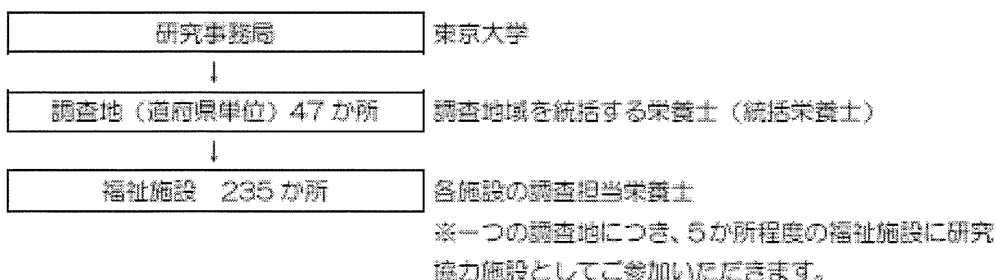 研究事務局 東京大学
↓
調査地(道府県単位)47か所 調査地域を統括する栄養士(統括栄養士)
↓
福祉施設 235か所 各施設の調査担当栄養士
※一つの調査地につき、5か所程度の福祉施設に研究
協力施設としてご参加いただきます。